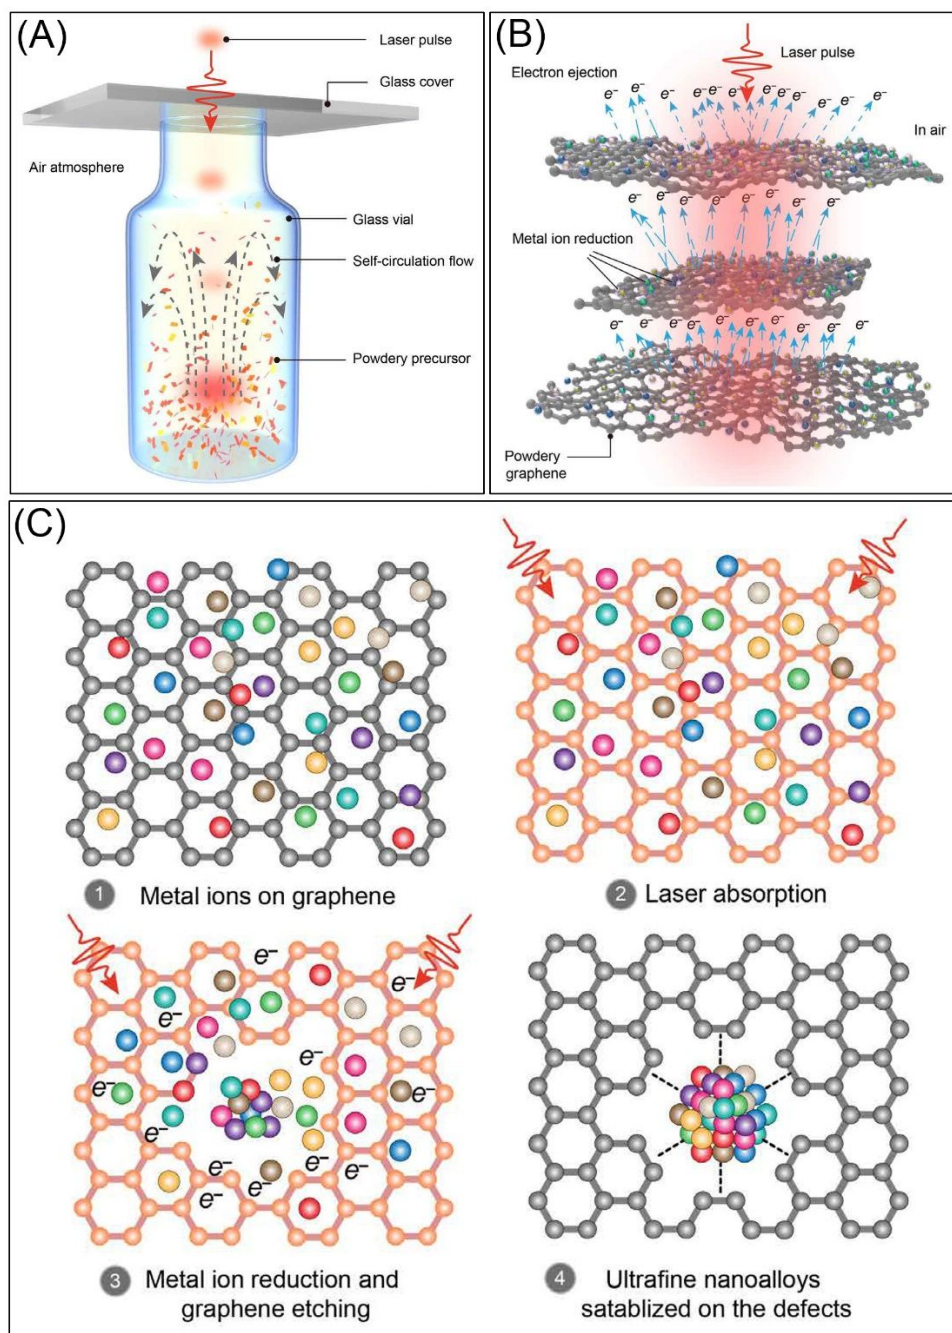 (A)
Laser pulse
Glass cover
Air atmosphere
Glass vial
Self-circulation flow
Powdery precursor
(B)
Laser pulse
Electron ejection
e⁻ e⁻ e⁻ e⁻ e⁻ e⁻ e⁻ e⁻ e⁻ e⁻ e⁻
In air
e⁻ e⁻ e⁻ e⁻ e⁻ e⁻ e⁻ e⁻
Metal ion reduction
e⁻ e⁻ e⁻ e⁻ e⁻ e⁻ e⁻ e⁻ e⁻ e⁻ e⁻
Powdery
graphene
(C)
1 Metal ions on graphene
2 Laser absorption
e⁻ e⁻
e⁻ e⁻
e⁻ e⁻
e⁻
e⁻ e⁻ e⁻
e⁻ e⁻
3 Metal ion reduction and
graphene etching
4 Ultrafine nanoalloys
satablized on the defects